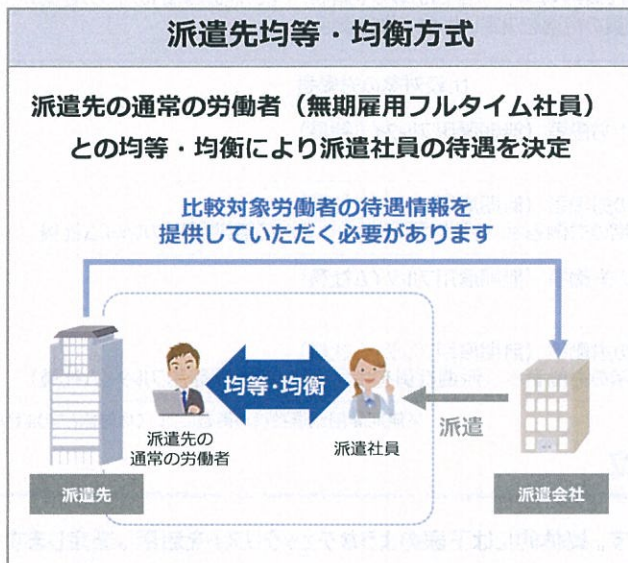 派遣先均等・均衡方式
派遣先の通常の労働者（無期雇用フルタイム社員）
との均等・均衡により派遣社員の待遇を決定
比較対象労働者の待遇情報を
提供していただく必要があります
均等・均衡
派遣先の
通常の労働者
派遣社員
派遣
派遣先
派遣会社